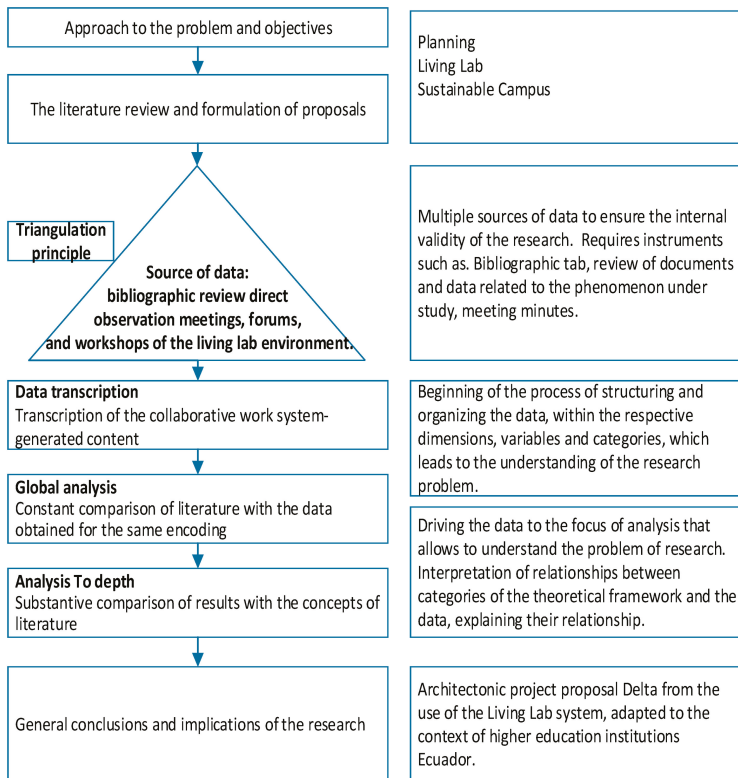 Approach to the problem and objectives
Planning
Living Lab
Sustainable Campus
The literature review and formulation of proposals
Triangulation
principle
Source of data:
bibliographic review direct
observation meetings, forums,
and workshops of the living lab environment.
Multiple sources of data to ensure the internal
validity of the research.  Requires instruments
such as. Bibliographic tab, review of documents
and data related to the phenomenon under
study, meeting minutes.
Data transcription
Transcription of the collaborative work system-
generated content
Beginning of the process of structuring and
organizing the data, within the respective
dimensions, variables and categories, which
leads to the understanding of the research
problem.
Global analysis
Constant comparison of literature with the data
obtained for the same encoding
Driving the data to the focus of analysis that
allows to understand the problem of research.
Interpretation of relationships between
categories of the theoretical framework and the
data, explaining their relationship.
Analysis To depth
Substantive comparison of results with the concepts of
literature
General conclusions and implications of the research
Architectonic project proposal Delta from the
use of the Living Lab system, adapted to the
context of higher education institutions
Ecuador.